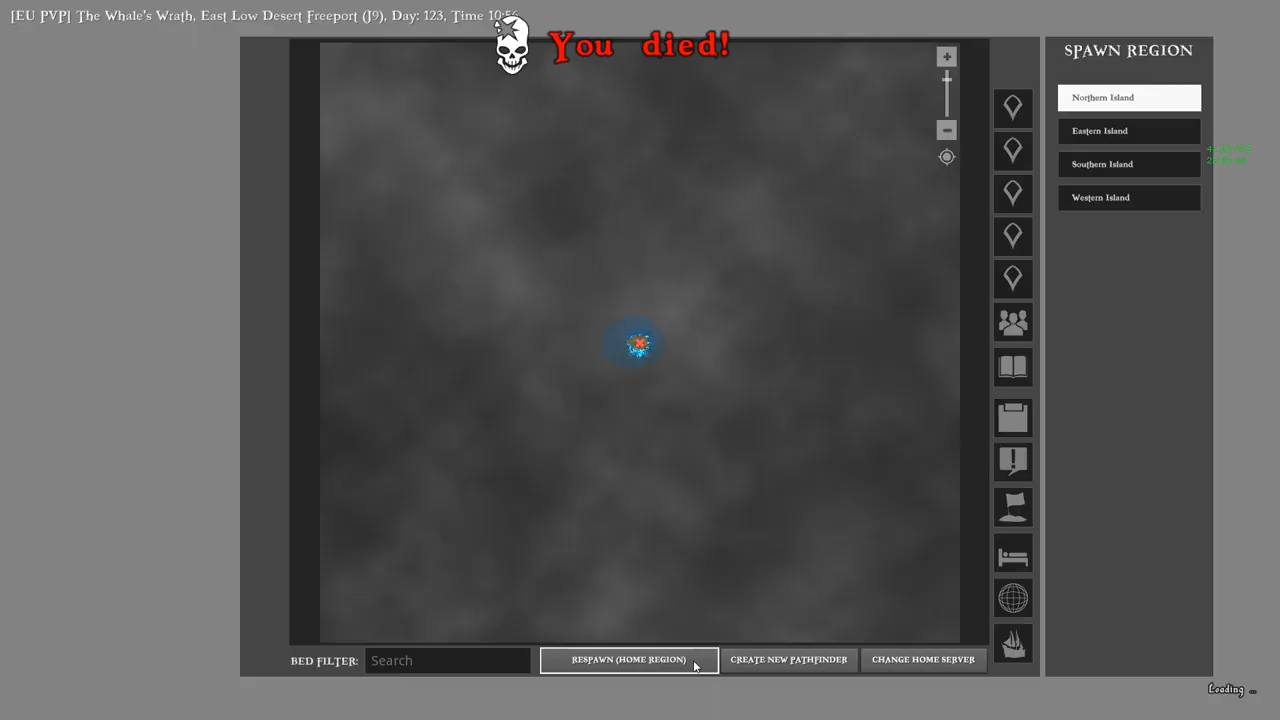 [EU PVP] The Whale's Wrath, East Low Desert Freeport (J9), Day: 123, Time 10:56
You died!
SPAWN REGION
Northern Island
Eastern Island
Southern Island
Western Island
BED FILTER:
Search
RESPAWN (HOME REGION)
CREATE NEW PATHFINDER
CHANGE HOME SERVER
Loading ...